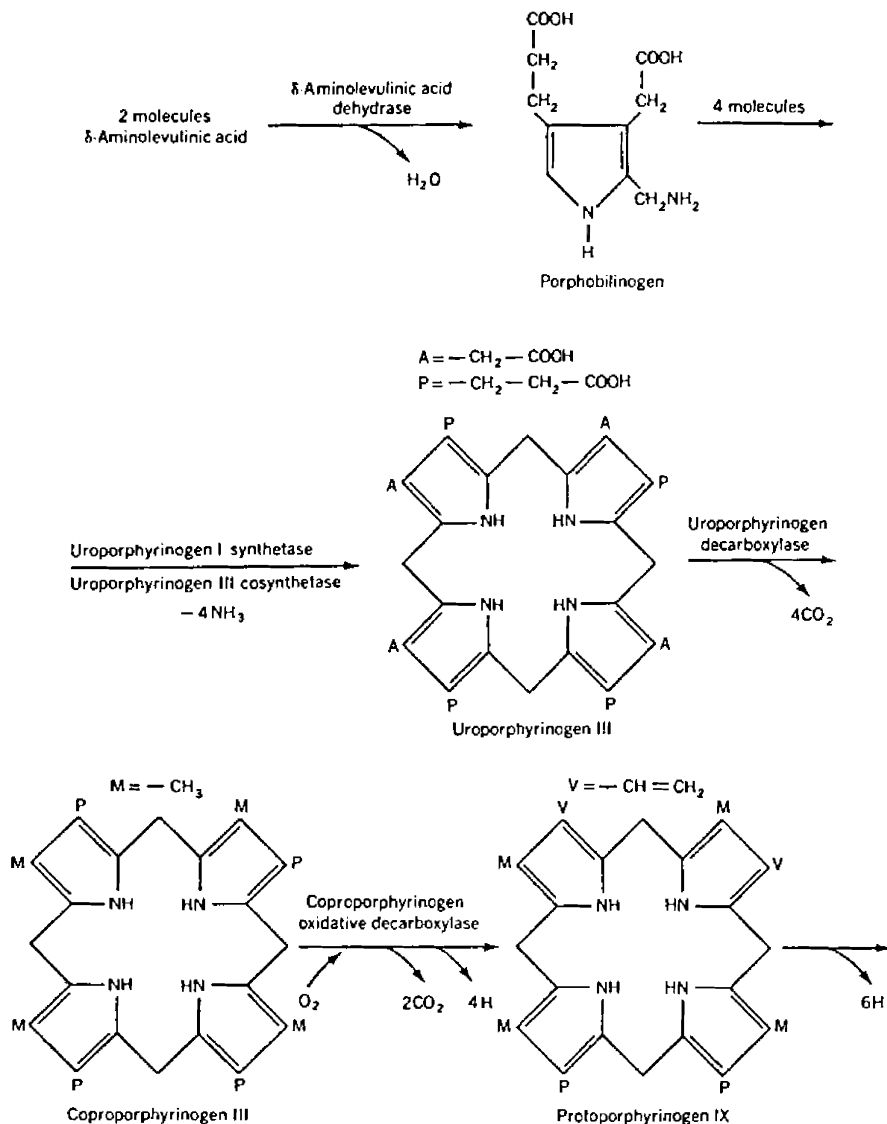 COOH
CH2
CH2
COOH
CH2
δ-Aminolevulinic acid
dehydrase
2 molecules
δ-Aminolevulinic acid
H2O
4 molecules
N
H
CH2NH2
Porphobilinogen
A = — CH2 — COOH
P = — CH2 — CH2 — COOH
P
A
A
P
NH
HN
Uroporphyrinogen I synthetase
Uroporphyrinogen III cosynthetase
– 4NH3
Uroporphyrinogen
decarboxylase
4CO2
NH
HN
A
A
P
P
Uroporphyrinogen III
M = — CH3
P
M
M
P
NH
HN
Coproporphyrinogen
oxidative decarboxylase
O2
2CO2
4H
NH
HN
M
M
P
P
Coproporphyrinogen III
V = — CH = CH2
V
M
M
V
NH
HN
6H
NH
HN
M
M
P
P
Protoporphyrinogen IX